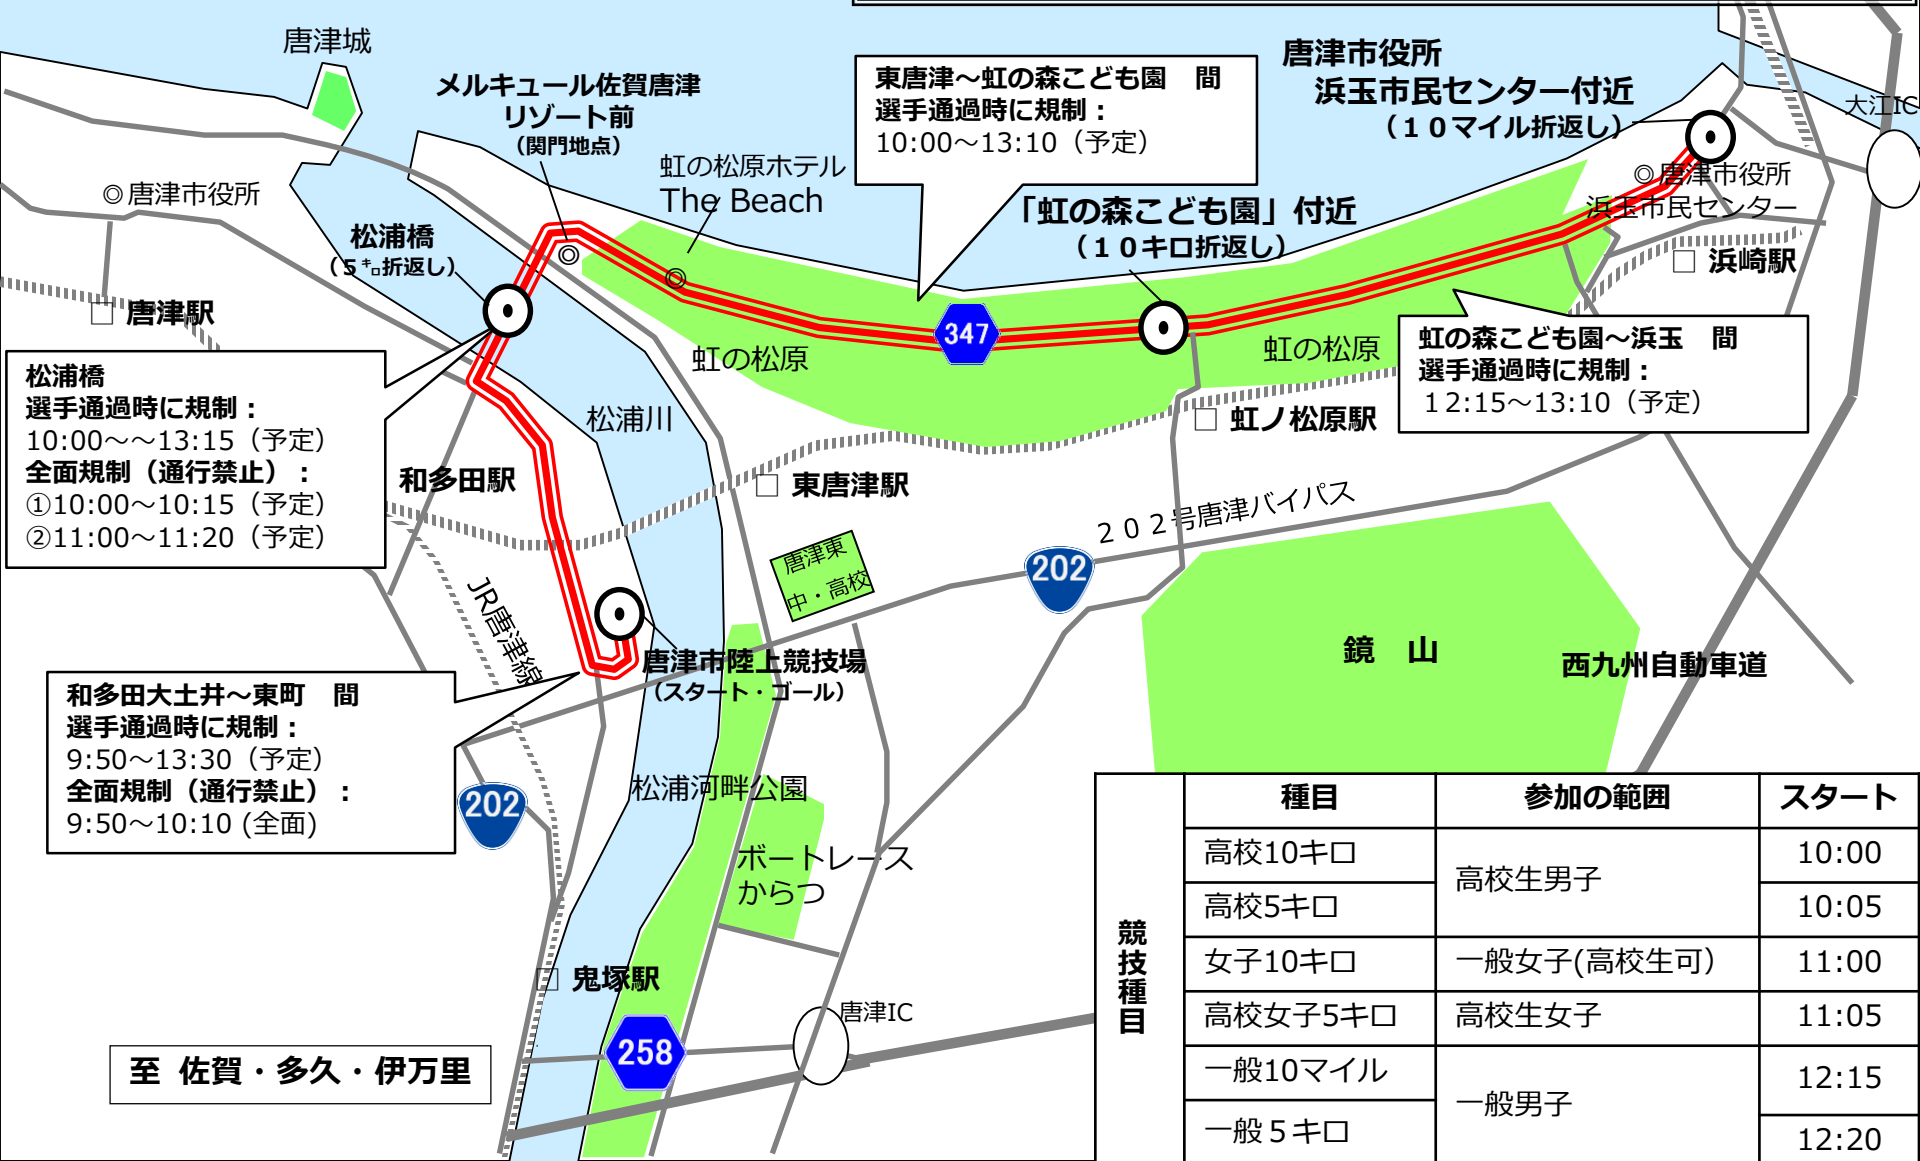 唐津城
メルキュール佐賀唐津
リゾート前
（関門地点）
虹の松原ホテル
The Beach
東唐津～虹の森こども園　間
選手通過時に規制：
10:00～13:10（予定）
唐津市役所
浜玉市民センター付近
（１０マイル折返し）
大江IC
◎唐津市役所
◎唐津市役所
浜玉市民センター
松浦橋
（５㌔折返し）
「虹の森こども園」付近
（１０キロ折返し）
□ 浜崎駅
□ 唐津駅
347
虹の松原
虹の松原
虹の森こども園～浜玉　間
選手通過時に規制：
１2:15～13:10（予定）
松浦橋
選手通過時に規制：
10:00～～13:15（予定）
全面規制（通行禁止）：
①10:00～10:15（予定）
②11:00～11:20（予定）
松浦川
□ 虹ノ松原駅
和多田駅
□ 東唐津駅
２０２号唐津バイパス
唐津東
中・高校
202
JR唐津線
鏡　山
西九州自動車道
唐津市陸上競技場
（スタート・ゴール）
和多田大土井～東町　間
選手通過時に規制：
9:50～13:30（予定）
全面規制（通行禁止）：
9:50～10:10 (全面)
202
松浦河畔公園
ボートレース
からつ
□ 鬼塚駅
唐津IC
258
至 佐賀・多久・伊万里
競技種目
種目 参加の範囲 スタート
高校10キロ 高校生男子 10:00
高校5キロ 10:05
女子10キロ 一般女子(高校生可） 11:00
高校女子5キロ 高校生女子 11:05
一般10マイル 一般男子 12:15
一般５キロ 12:20